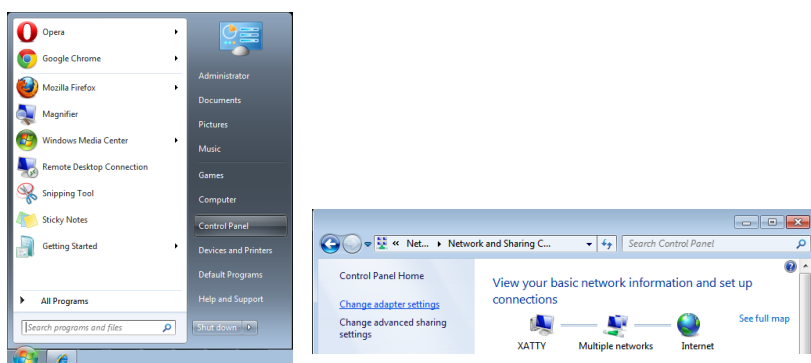 Opera
Google Chrome
Mozilla Firefox
Magnifier
Windows Media Center
Remote Desktop Connection
Snipping Tool
Sticky Notes
Getting Started
All Programs
Search programs and files
Administrator
Documents
Pictures
Music
Games
Computer
Control Panel
Devices and Printers
Default Programs
Help and Support
Shut down
« Net... Network and Sharing C...
Search Control Panel
Control Panel Home
Change adapter settings
Change advanced sharing
settings
View your basic network information and set up
connections
See full map
XATTY Multiple networks Internet